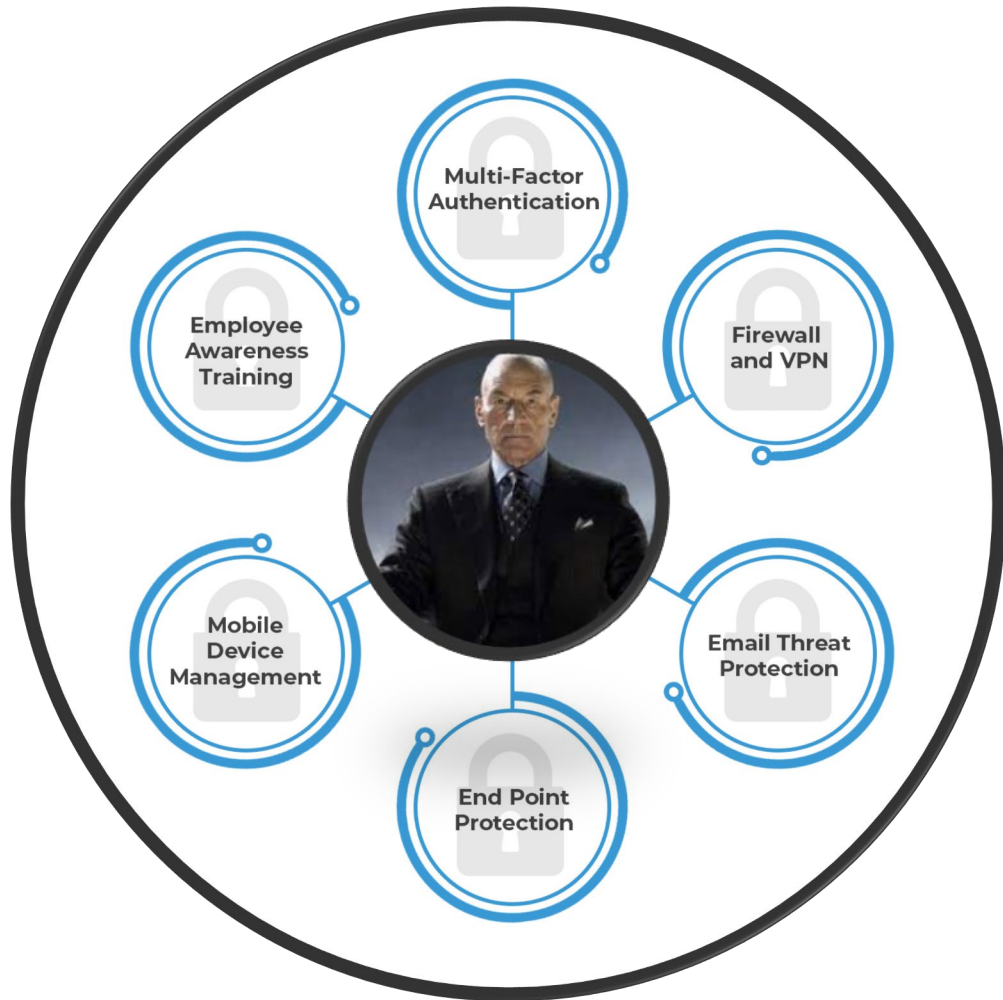 Multi-Factor
Authentication
Firewall
and VPN
Email Threat
Protection
End Point
Protection
Mobile
Device
Management
Employee
Awareness
Training